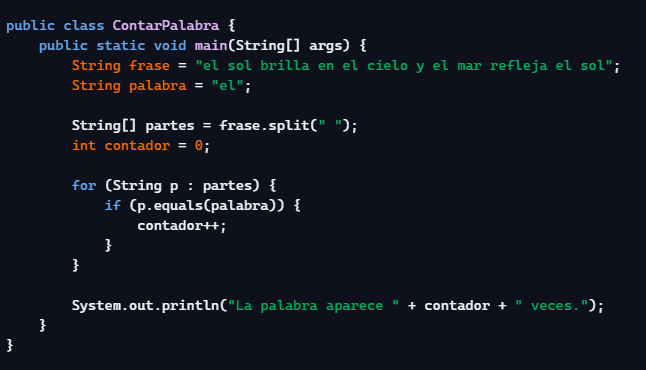 public class ContarPalabra {
    public static void main(String[] args) {
        String frase = "el sol brilla en el cielo y el mar refleja el sol";
        String palabra = "el";

        String[] partes = frase.split(" ");
        int contador = 0;

        for (String p : partes) {
            if (p.equals(palabra)) {
                contador++;
            }
        }

        System.out.println("La palabra aparece " + contador + " veces.");
    }
}